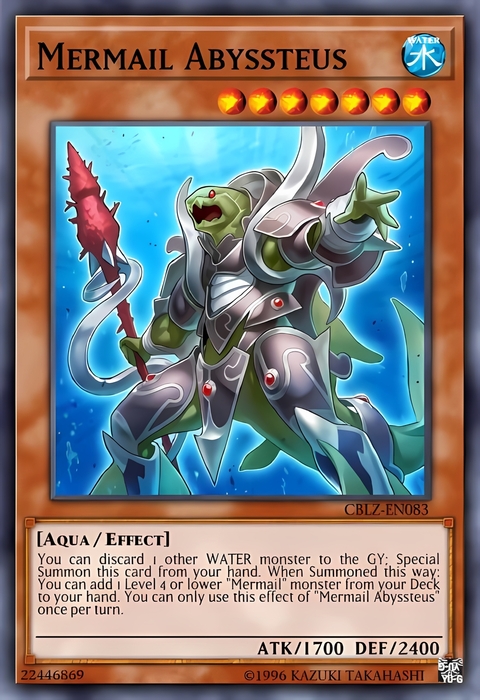 MERMAIL ABYSSTEUS
WATER
水
CBLZ-EN083
[AQUA / EFFECT]
You can discard 1 other WATER monster to the GY; Special
Summon this card from your hand. When Summoned this way:
You can add 1 Level 4 or lower "Mermail" monster from your Deck
to your hand. You can only use this effect of "Mermail Abyssteus"
once per turn.
ATK/1700 DEF/2400
22446869
©1996 KAZUKI TAKAHASHI